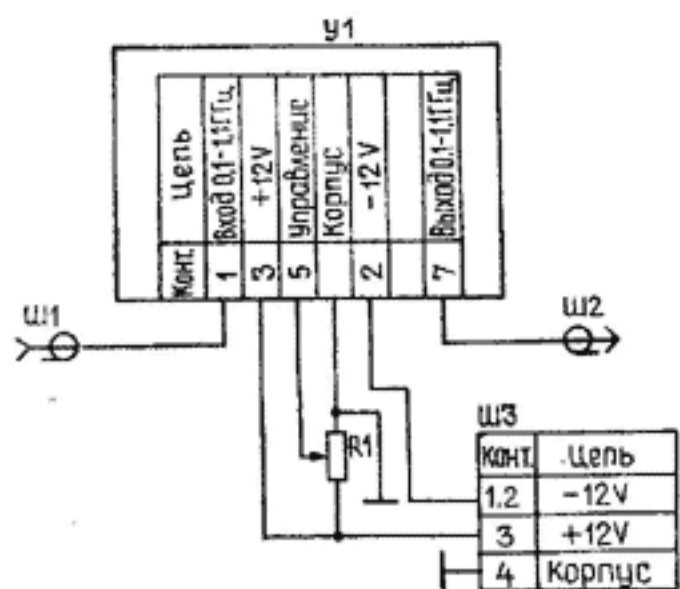 У1
Цепь
Вход 0,1-1,1ГГц
+12V
Управление
Корпус
-12V
Выход 0,1-1,1ГГц
Конт.
1
3
5
2
7
Ш1
Ш2
R1
Ш3
Конт. Цепь
1.2 -12V
3 +12V
4 Корпус